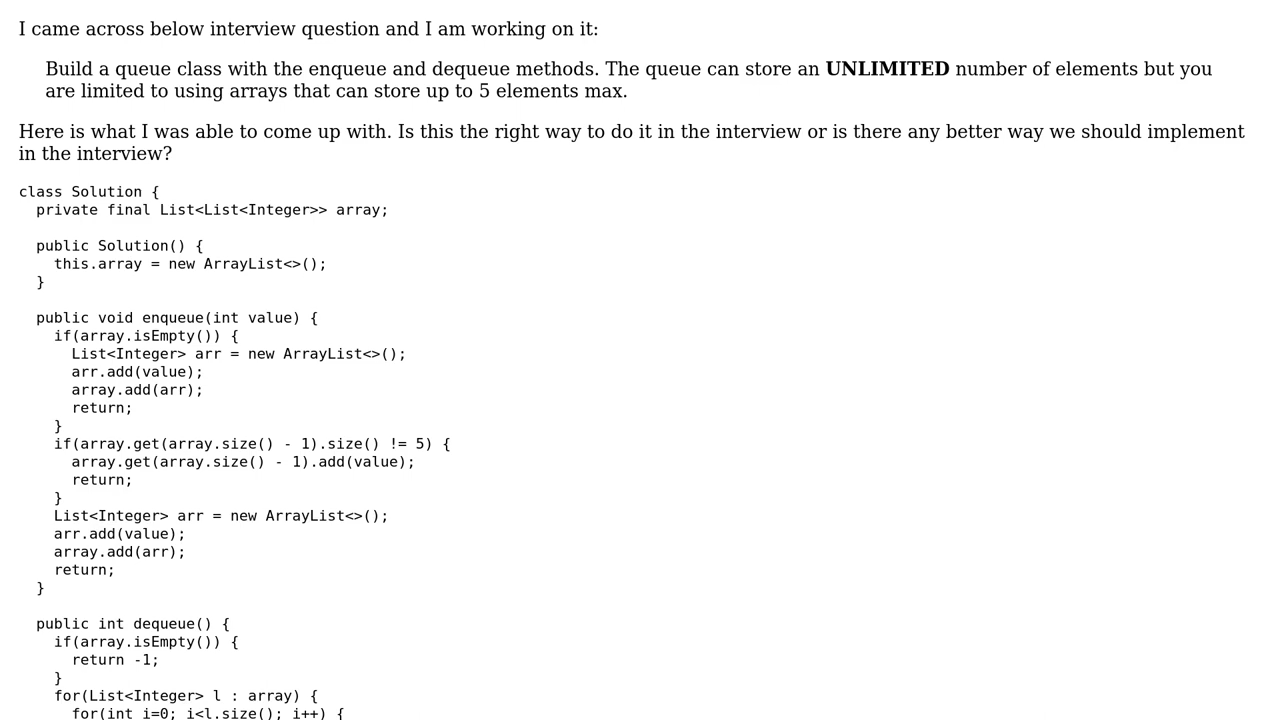 I came across below interview question and I am working on it:
Build a queue class with the enqueue and dequeue methods. The queue can store an UNLIMITED number of elements but you
are limited to using arrays that can store up to 5 elements max.
Here is what I was able to come up with. Is this the right way to do it in the interview or is there any better way we should implement
in the interview?
class Solution {
  private final List<List<Integer>> array;

  public Solution() {
    this.array = new ArrayList<>();
  }

  public void enqueue(int value) {
    if(array.isEmpty()) {
      List<Integer> arr = new ArrayList<>();
      arr.add(value);
      array.add(arr);
      return;
    }
    if(array.get(array.size() - 1).size() != 5) {
      array.get(array.size() - 1).add(value);
      return;
    }
    List<Integer> arr = new ArrayList<>();
    arr.add(value);
    array.add(arr);
    return;
  }

  public int dequeue() {
    if(array.isEmpty()) {
      return -1;
    }
    for(List<Integer> l : array) {
      for(int i=0; i<l.size(); i++) {